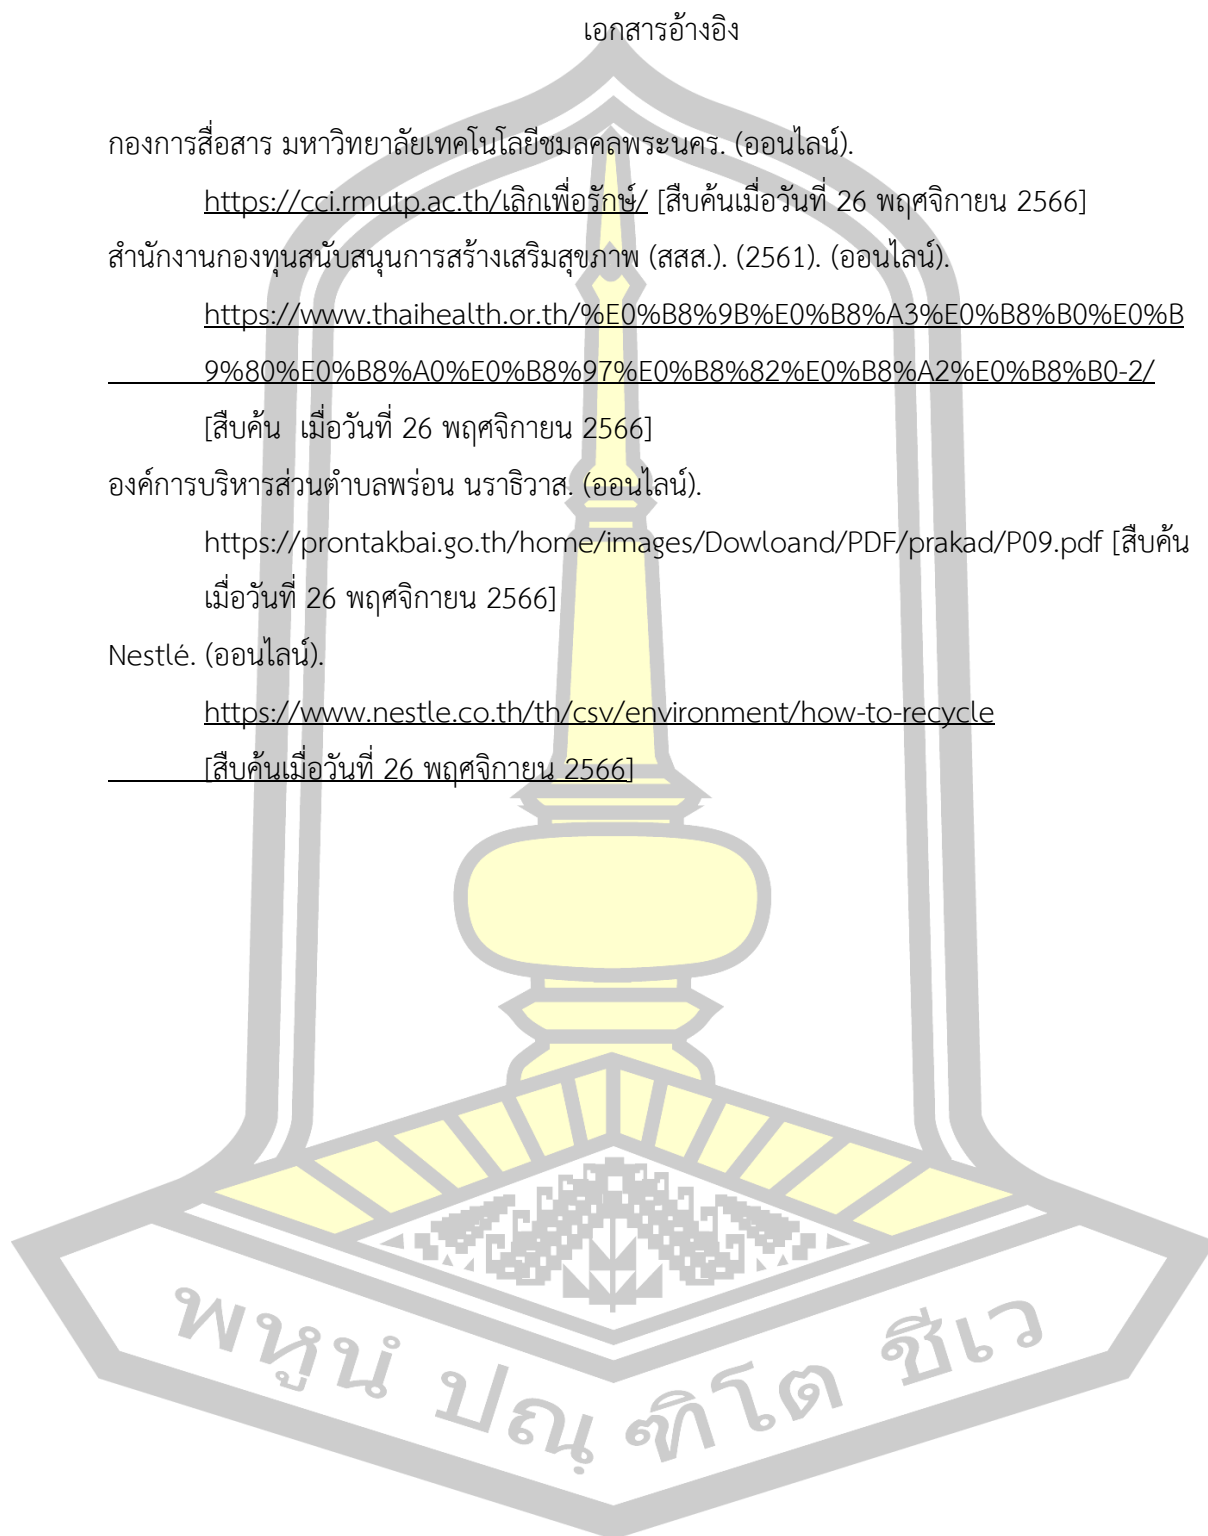 เอกสารอ้างอิง
กองการสื่อสาร มหาวิทยาลัยเทคโนโลยีชมลคลพระนคร. (ออนไลน์).
https://cci.rmutp.ac.th/เลิกเพื่อรักษ์/ [สืบค้นเมื่อวันที่ 26 พฤศจิกายน 2566]
สำนักงานกองทุนสนับสนุนการสร้างเสริมสุขภาพ (สสส.). (2561). (ออนไลน์).
https://www.thaihealth.or.th/%E0%B8%9B%E0%B8%A3%E0%B8%B0%E0%B
9%80%E0%B8%A0%E0%B8%97%E0%B8%82%E0%B8%A2%E0%B8%B0-2/
[สืบค้น เมื่อวันที่ 26 พฤศจิกายน 2566]
องค์การบริหารส่วนตำบลพร่อน นราธิวาส. (ออนไลน์).
https://prontakbai.go.th/home/images/Dowloand/PDF/prakad/P09.pdf [สืบค้น
เมื่อวันที่ 26 พฤศจิกายน 2566]
Nestlé. (ออนไลน์).
https://www.nestle.co.th/th/csv/environment/how-to-recycle
[สืบค้นเมื่อวันที่ 26 พฤศจิกายน 2566]
พหูนํ ปณฺฑิโต ชีเว